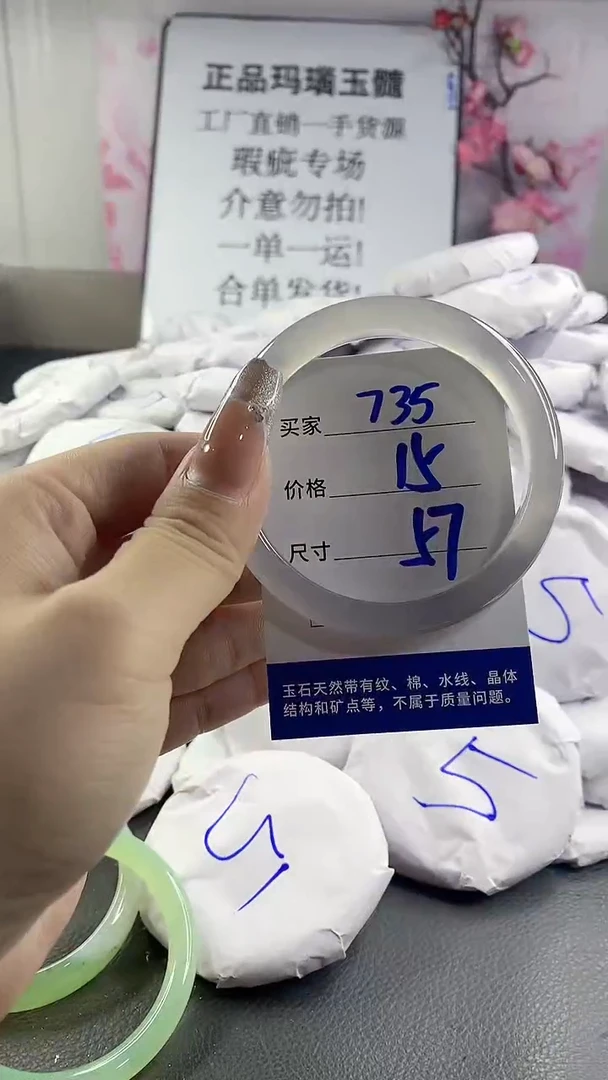 正品玛瑙玉髓
工厂直销一手货源
瑕疵专场
介意勿拍!
一单一运!
合单发货!
买家 735
价格 15
尺寸 57
玉石天然带有纹、棉、水线、晶体
结构和矿点等，不属于质量问题。
5
5